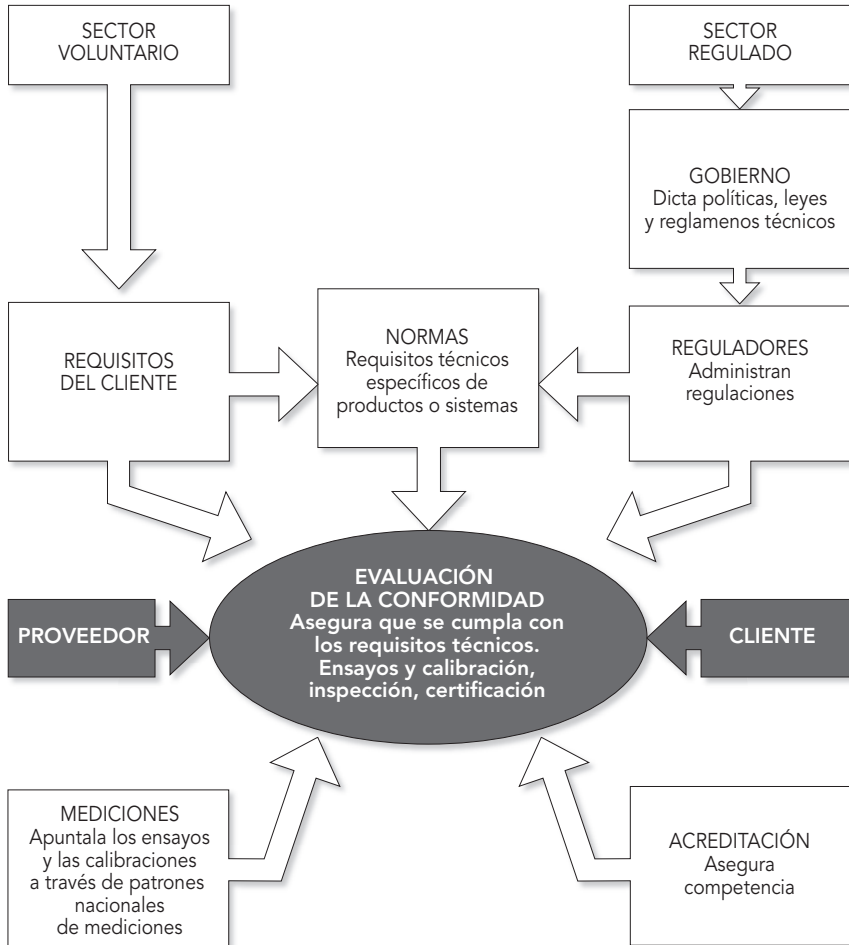 SECTOR
VOLUNTARIO
SECTOR
REGULADO
GOBIERNO
Dicta políticas, leyes
y reglamenos técnicos
REQUISITOS
DEL CLIENTE
NORMAS
Requisitos técnicos
específicos de
productos o sistemas
REGULADORES
Administran
regulaciones
PROVEEDOR
EVALUACIÓN
DE LA CONFORMIDAD
Asegura que se cumpla con
los requisitos técnicos.
Ensayos y calibración,
inspección, certificación
CLIENTE
MEDICIONES
Apuntala los ensayos
y las calibraciones
a través de patrones
nacionales
de mediciones
ACREDITACIÓN
Asegura
competencia